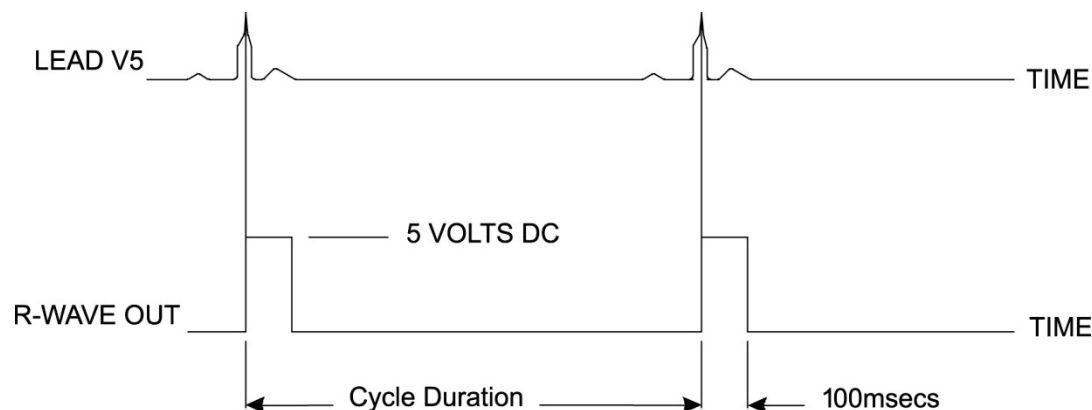 LEAD V5
TIME
5 VOLTS DC
R-WAVE OUT
TIME
Cycle Duration
100msecs